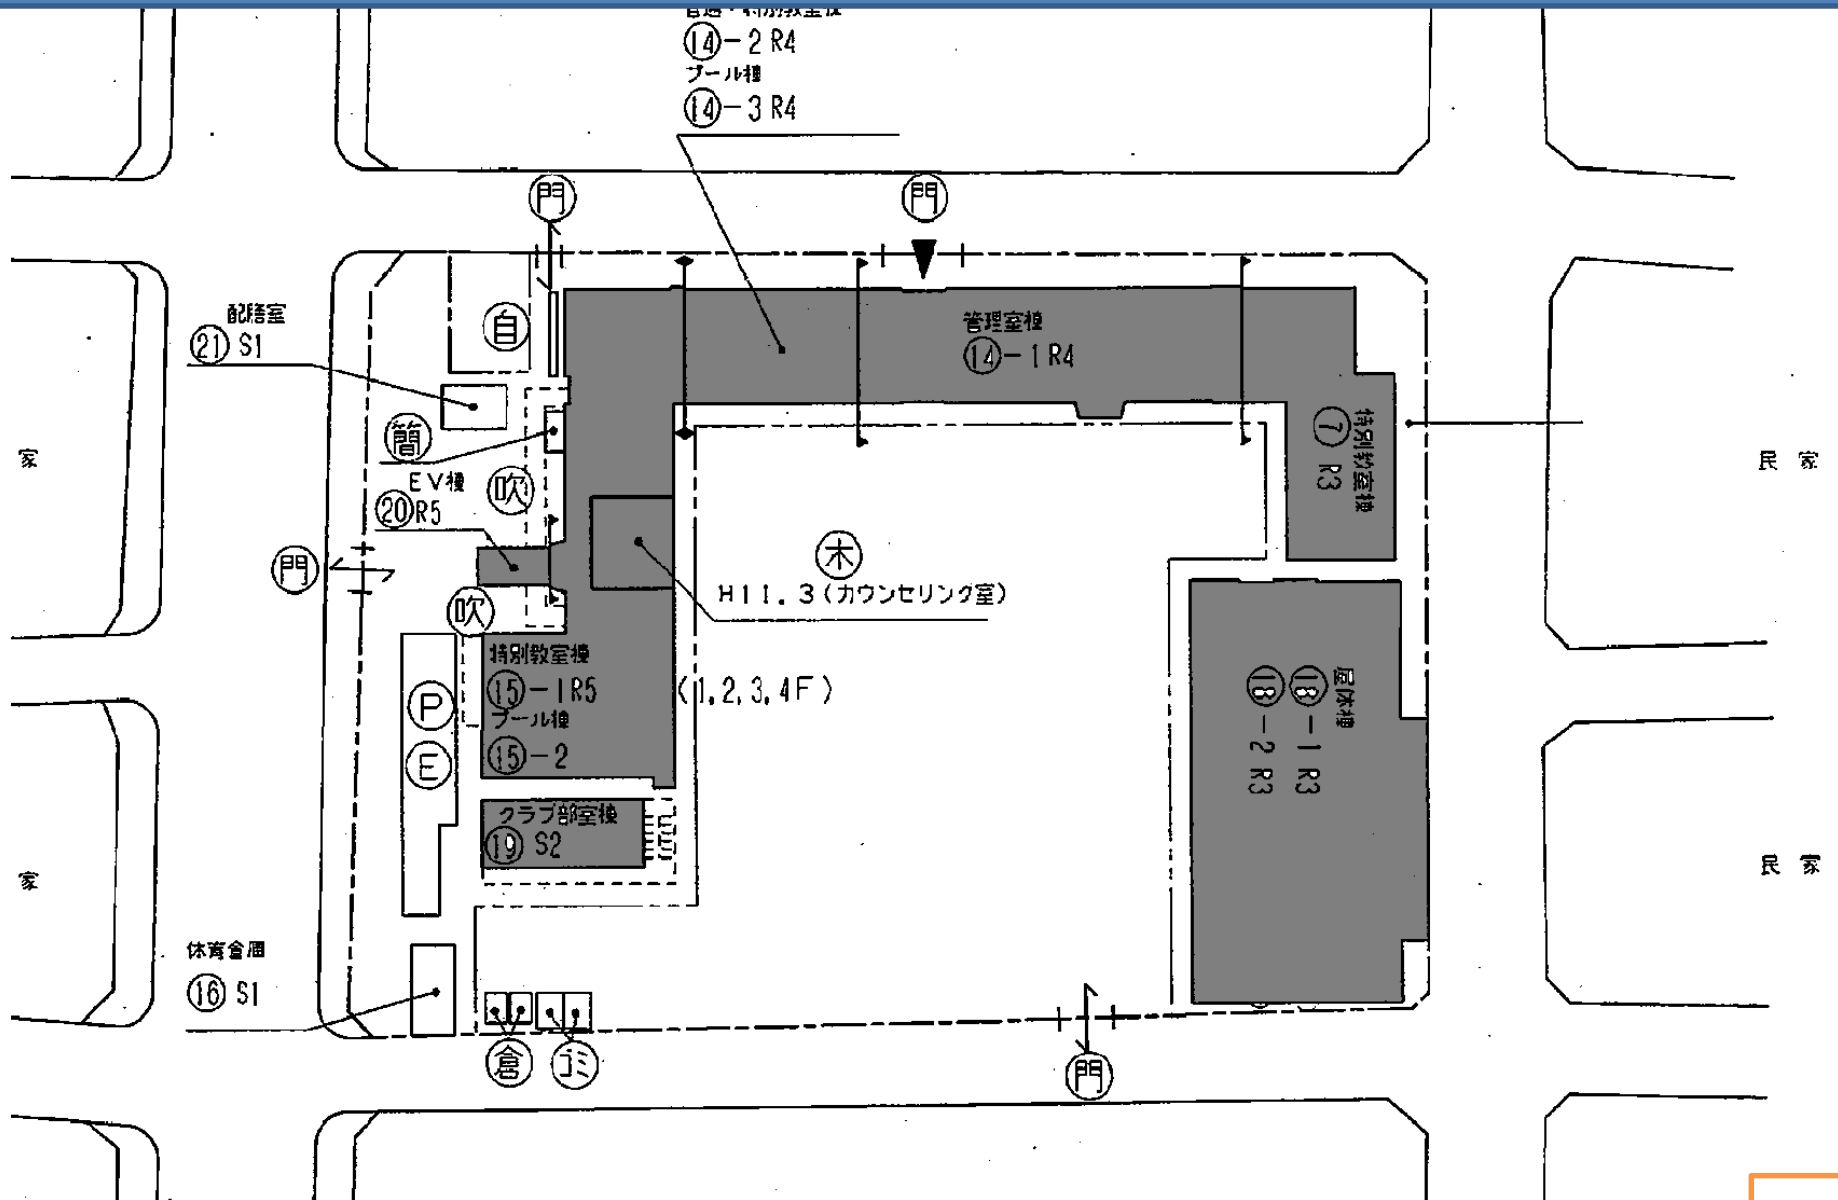 ⑭-2 R4
プール棟
⑭-3 R4
門
門
配膳室
㉑ S1
自
管理室棟
⑭-1 R4
特別教室棟
⑦ R3
簡
家
民 家
EV棟
⑳R5
吹
門
木
H11.3(カウンセリング室)
吹
特別教室棟
⑮-1R5
(1,2,3,4F)
プール棟
⑮-2
P
E
屋体棟
⑱-1 R3
⑱-2 R3
クラブ部室棟
⑲ S2
家
民 家
体育倉庫
⑯ S1
倉
ゴミ
門